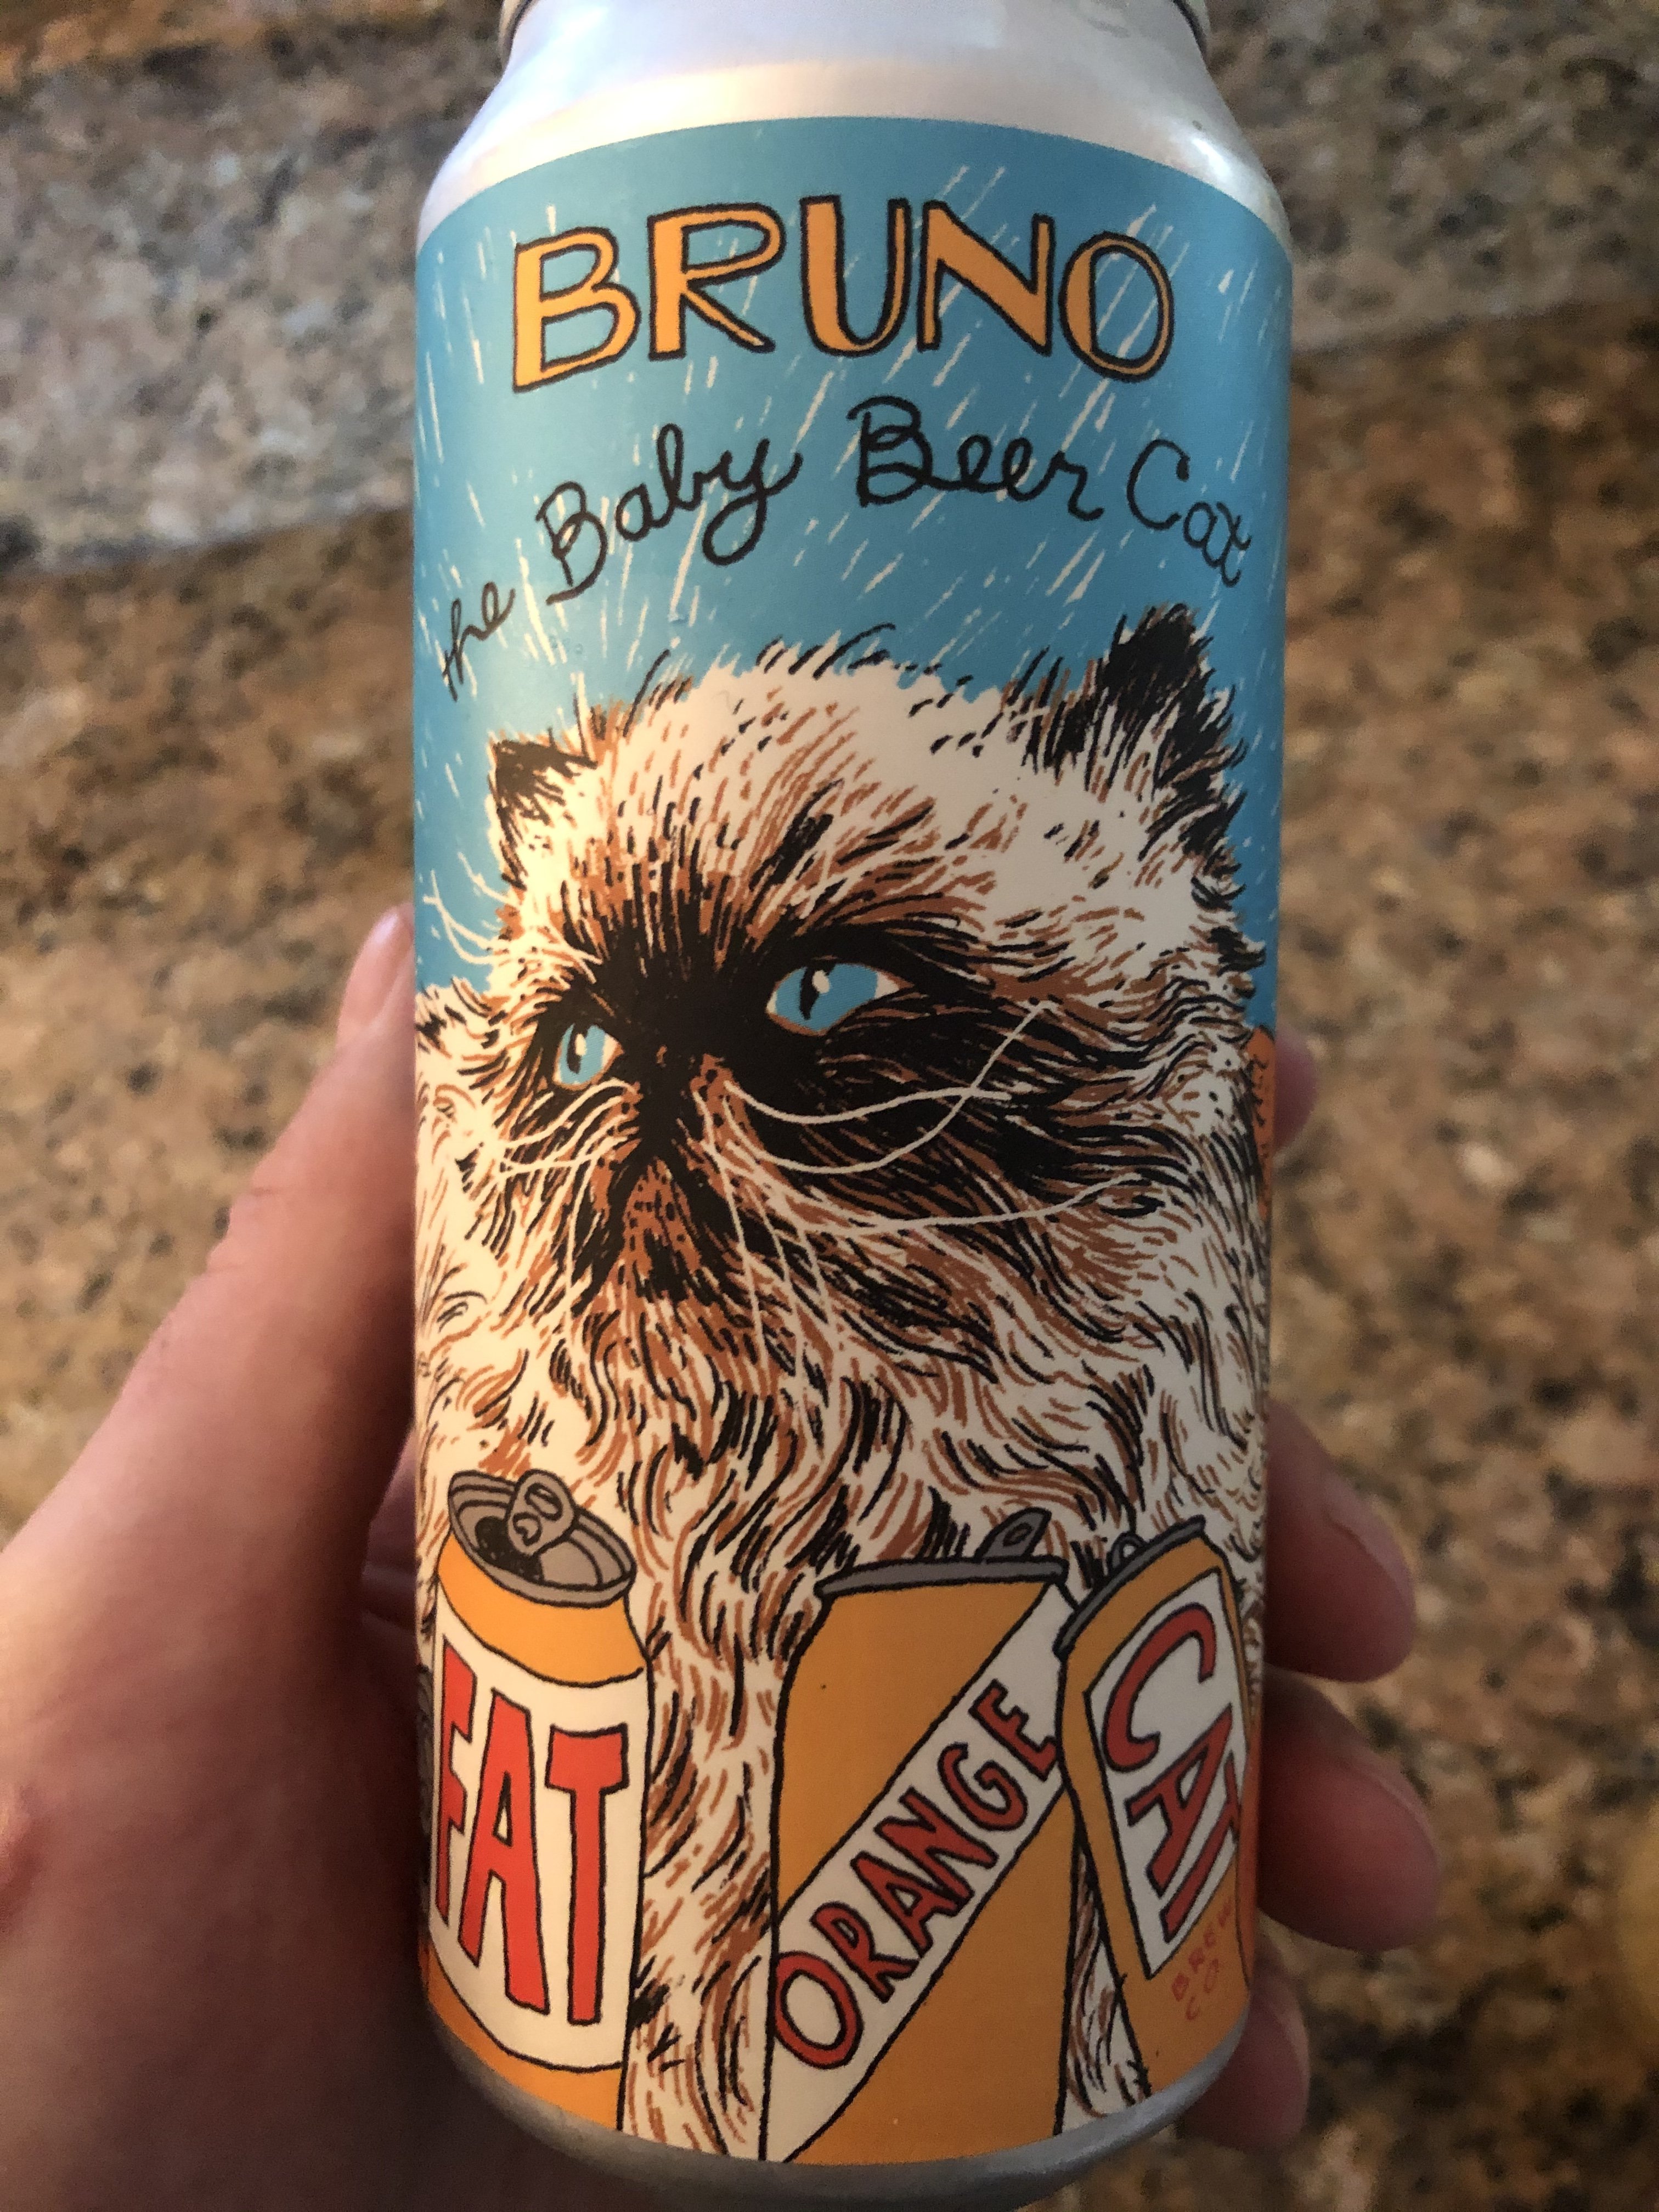 BRUNO
the Baby Beer Cat
FAT
ORANGE
CAT
BREW
CO